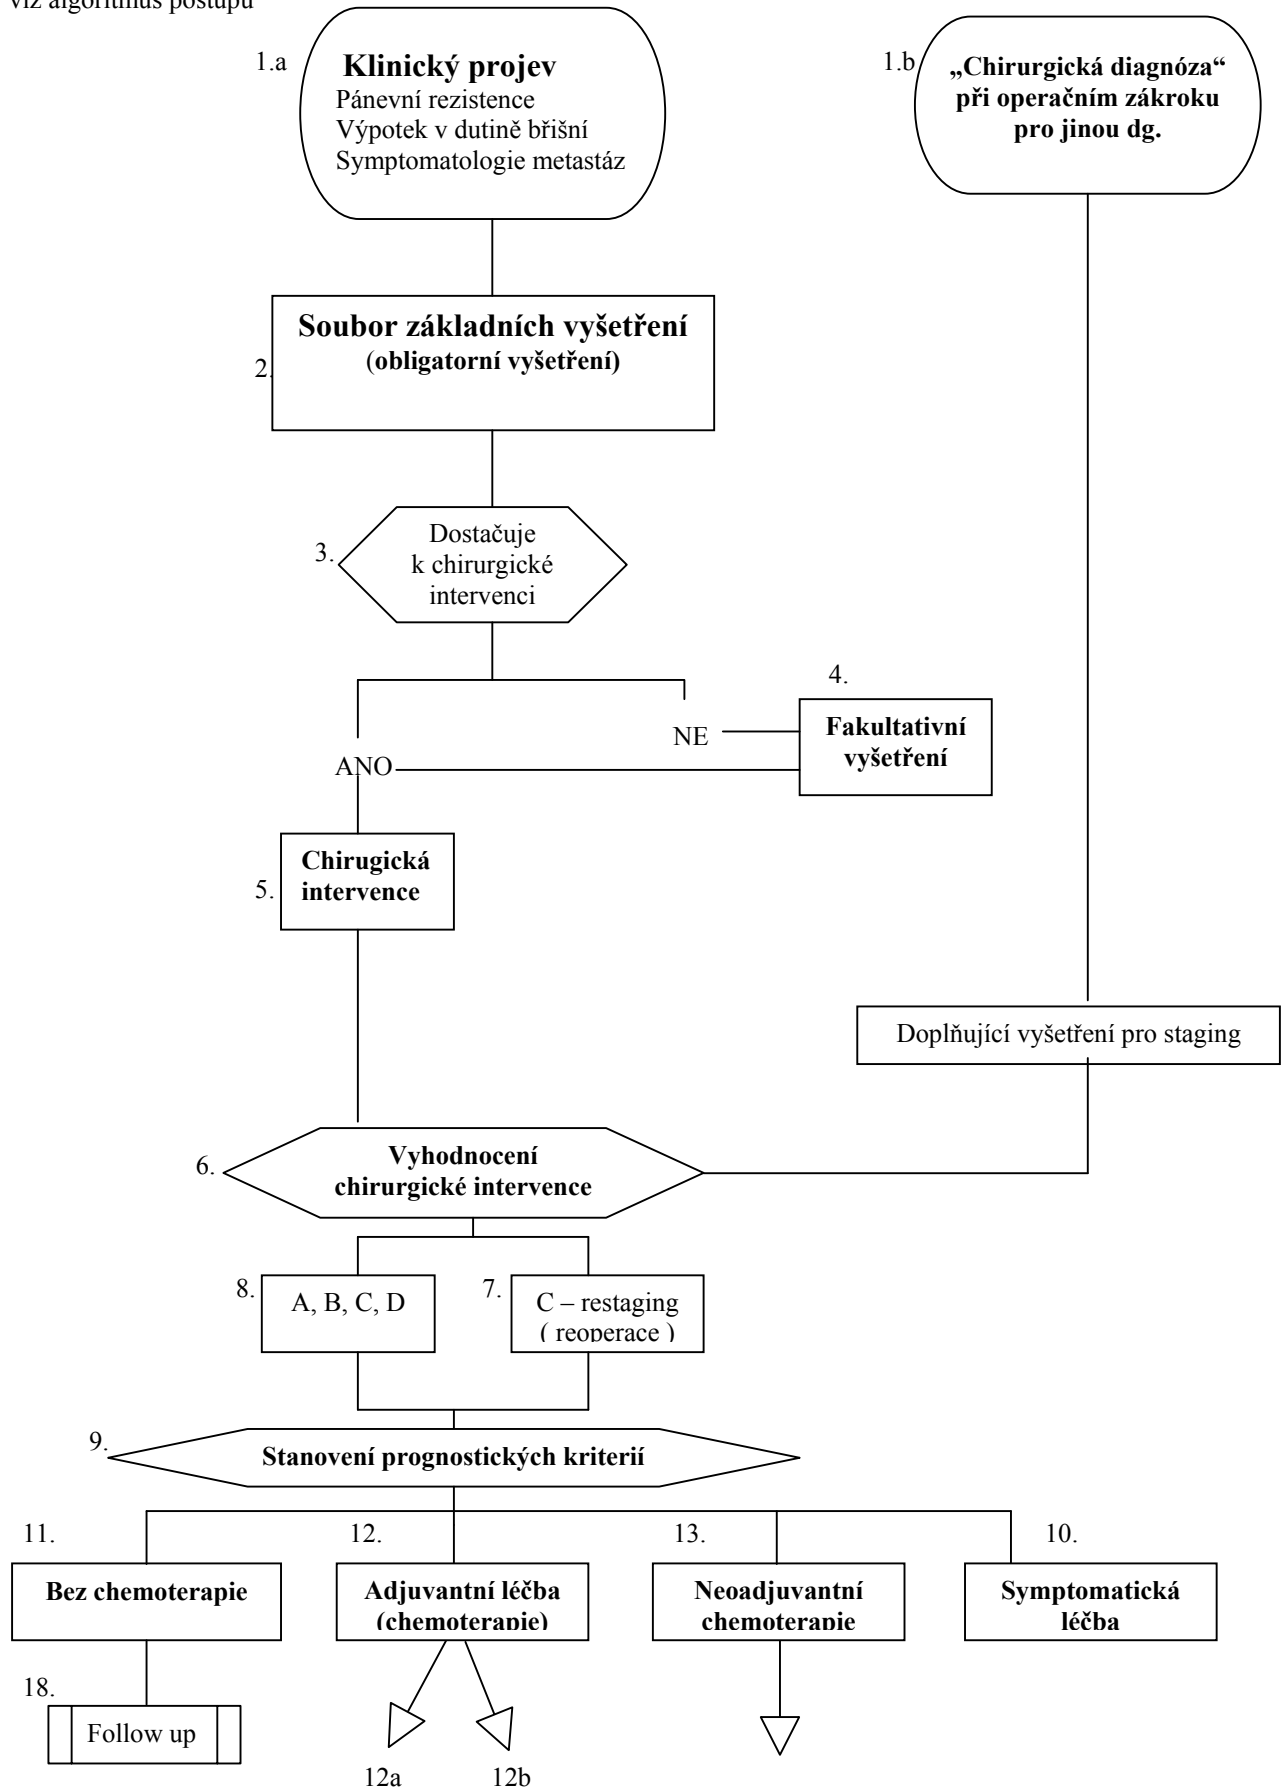 viz algoritmus postupu
1.a
Klinický projev
Pánevní rezistence
Výpotek v dutině břišní
Symptomatologie metastáz
1.b
„Chirurgická diagnóza“
při operačním zákroku
pro jinou dg.
Soubor základních vyšetření
(obligatorní vyšetření)
2.
Dostačuje
k chirurgické
intervenci
3.
4.
NE
Fakultativní
vyšetření
ANO
Chirugická
intervence
5.
Doplňující vyšetření pro staging
6.
Vyhodnocení
chirurgické intervence
8.
A, B, C, D
7.
C – restaging
( reoperace )
9.
Stanovení prognostických kriterií
11.
12.
13.
10.
Bez chemoterapie
Adjuvantní léčba
(chemoterapie)
Neoadjuvantní
chemoterapie
Symptomatická
léčba
18.
Follow up
12a
12b